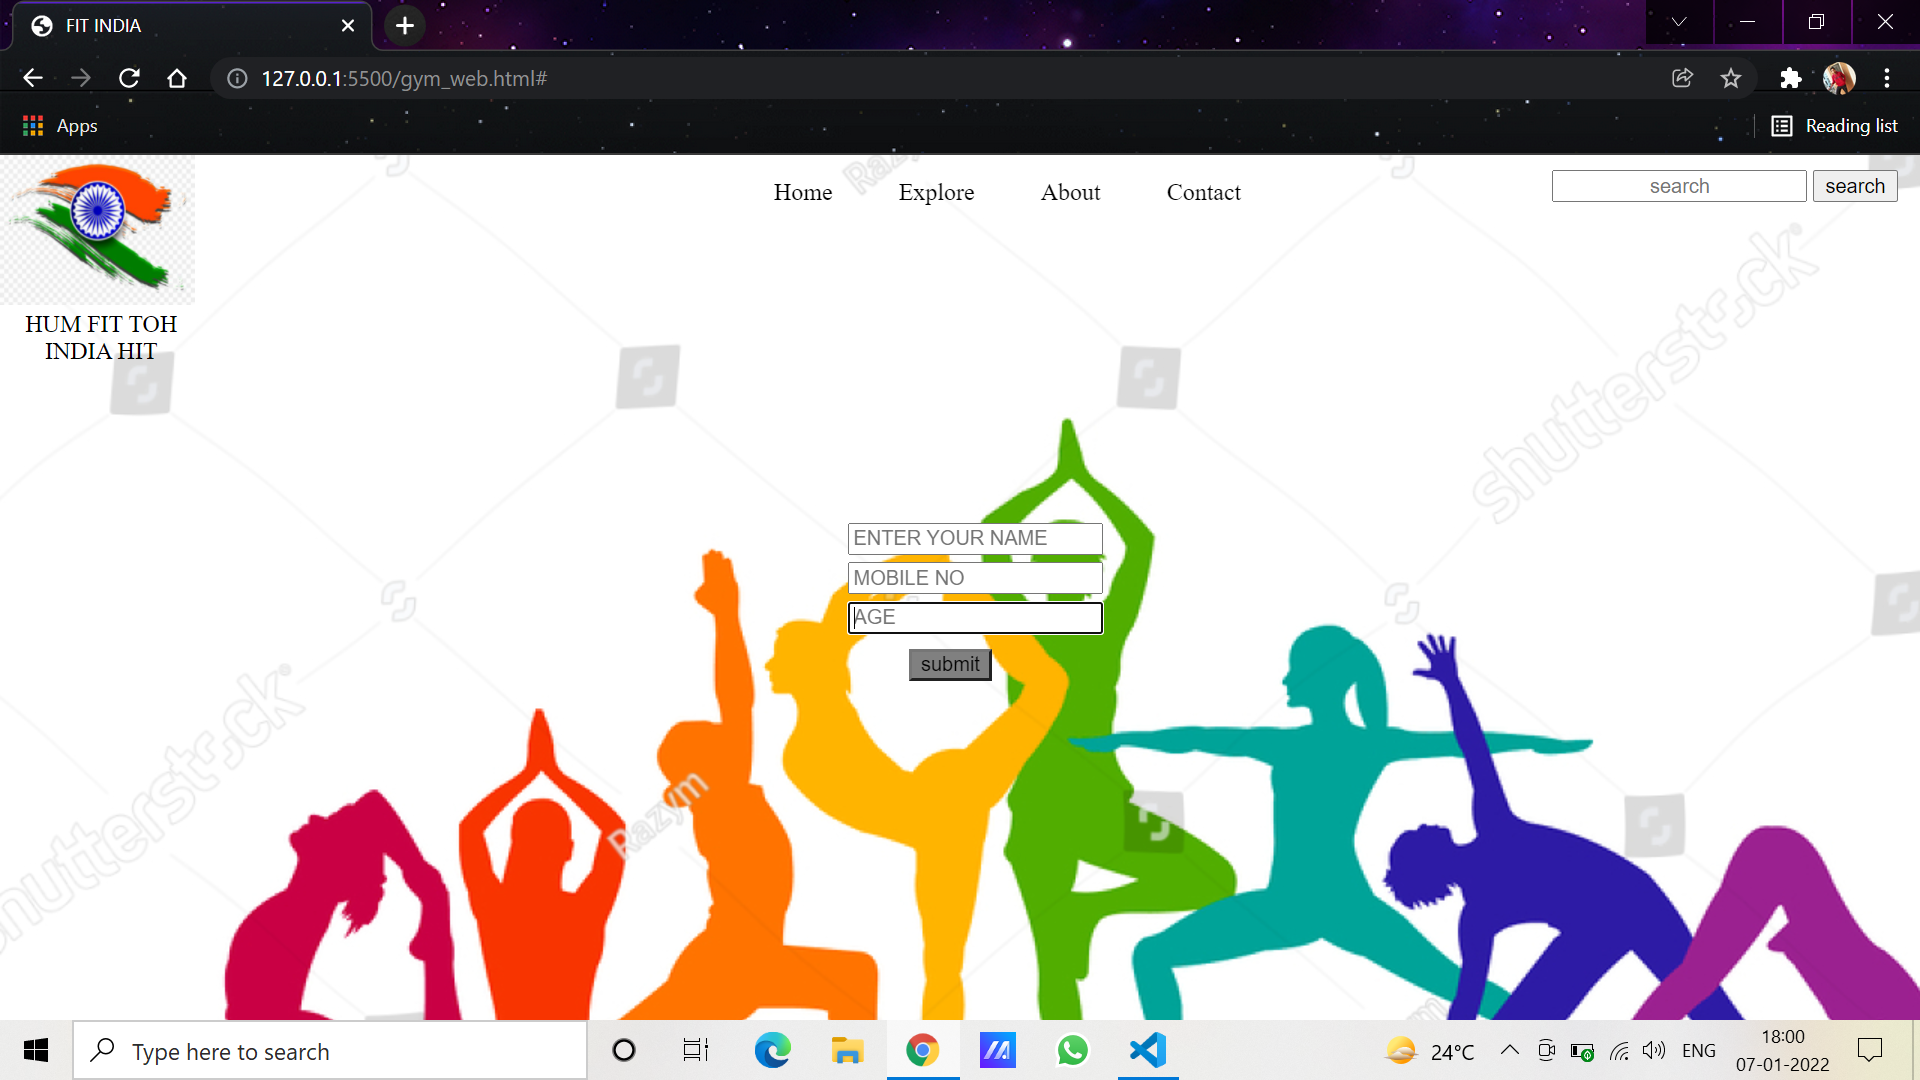 FIT INDIA
127.0.0.1:5500/gym_web.html#
Apps
Reading list
Home Explore About Contact
search search
HUM FIT TOH
INDIA HIT
shutterstock
ENTER YOUR NAME
MOBILE NO
AGE
submit
shutterstock
Razym
Type here to search
24°C
ENG
18:00
07-01-2022